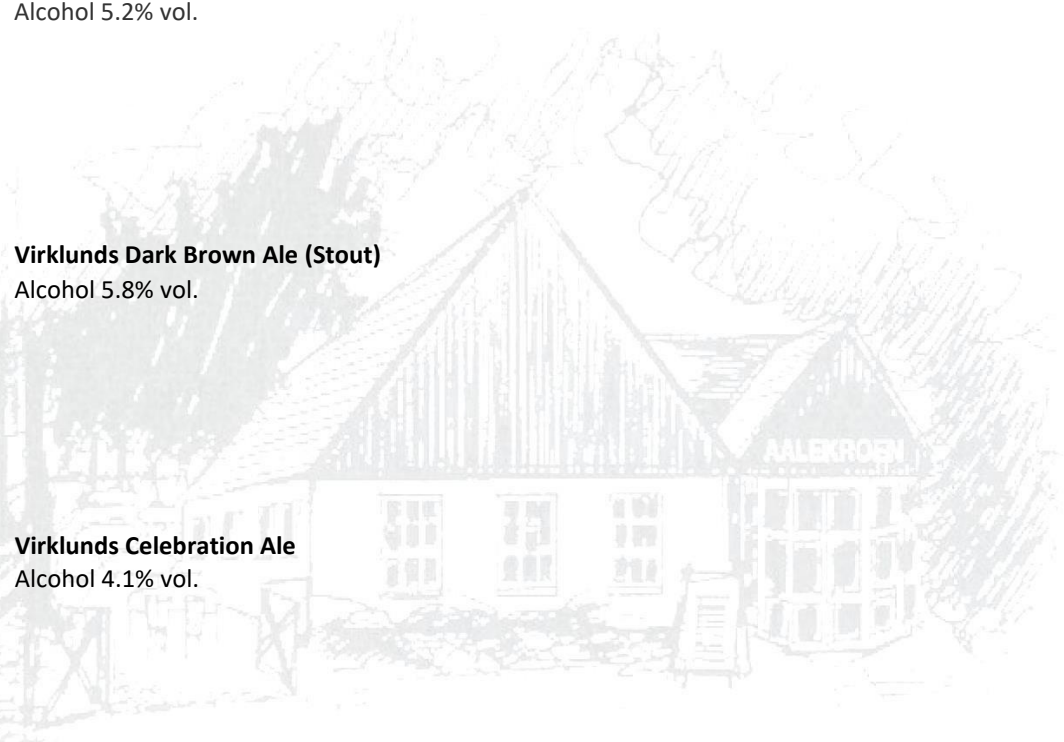 Alcohol 5.2% vol.
Virklunds Dark Brown Ale (Stout)
Alcohol 5.8% vol.
AALEKROEN
Virklunds Celebration Ale
Alcohol 4.1% vol.